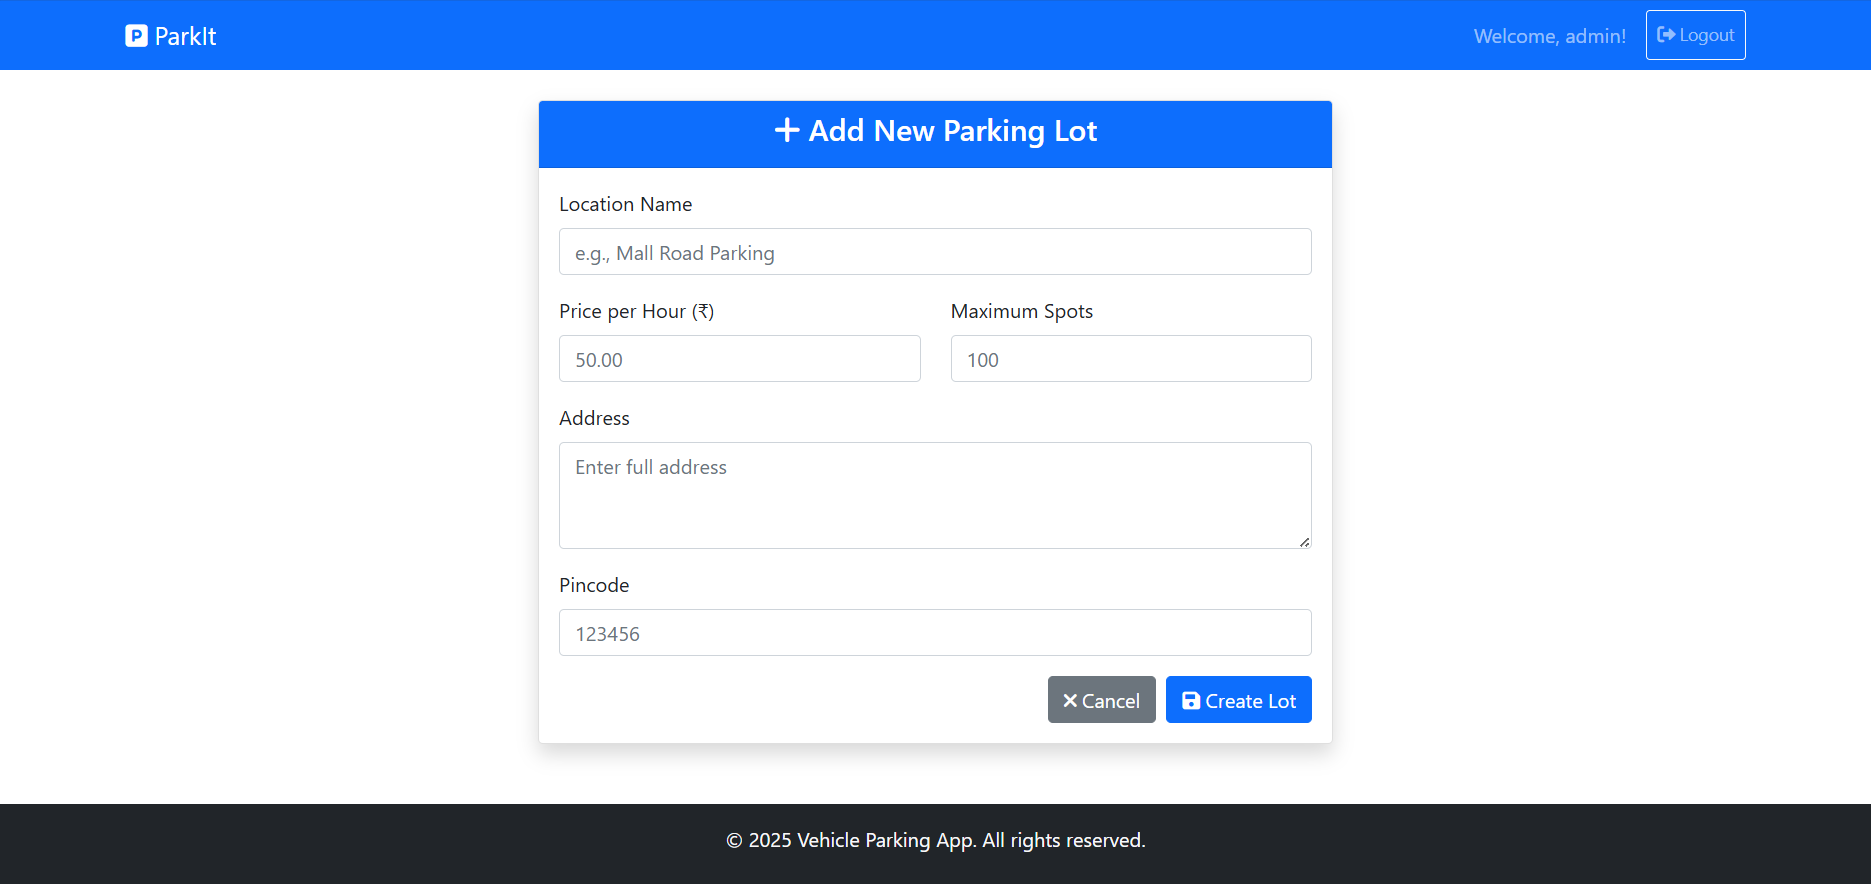 ParkIt
Welcome, admin!
Logout
Add New Parking Lot
Location Name
e.g., Mall Road Parking
Price per Hour (₹)
Maximum Spots
50.00
100
Address
Enter full address
Pincode
123456
Cancel
Create Lot
© 2025 Vehicle Parking App. All rights reserved.